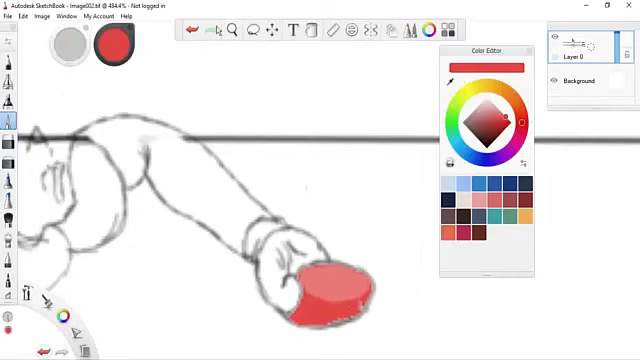 Autodesk SketchBook - Image002.tif @ 484.4% - Not logged in
File Edit Image Window My Account Help
Color Editor
Layer 0
Background